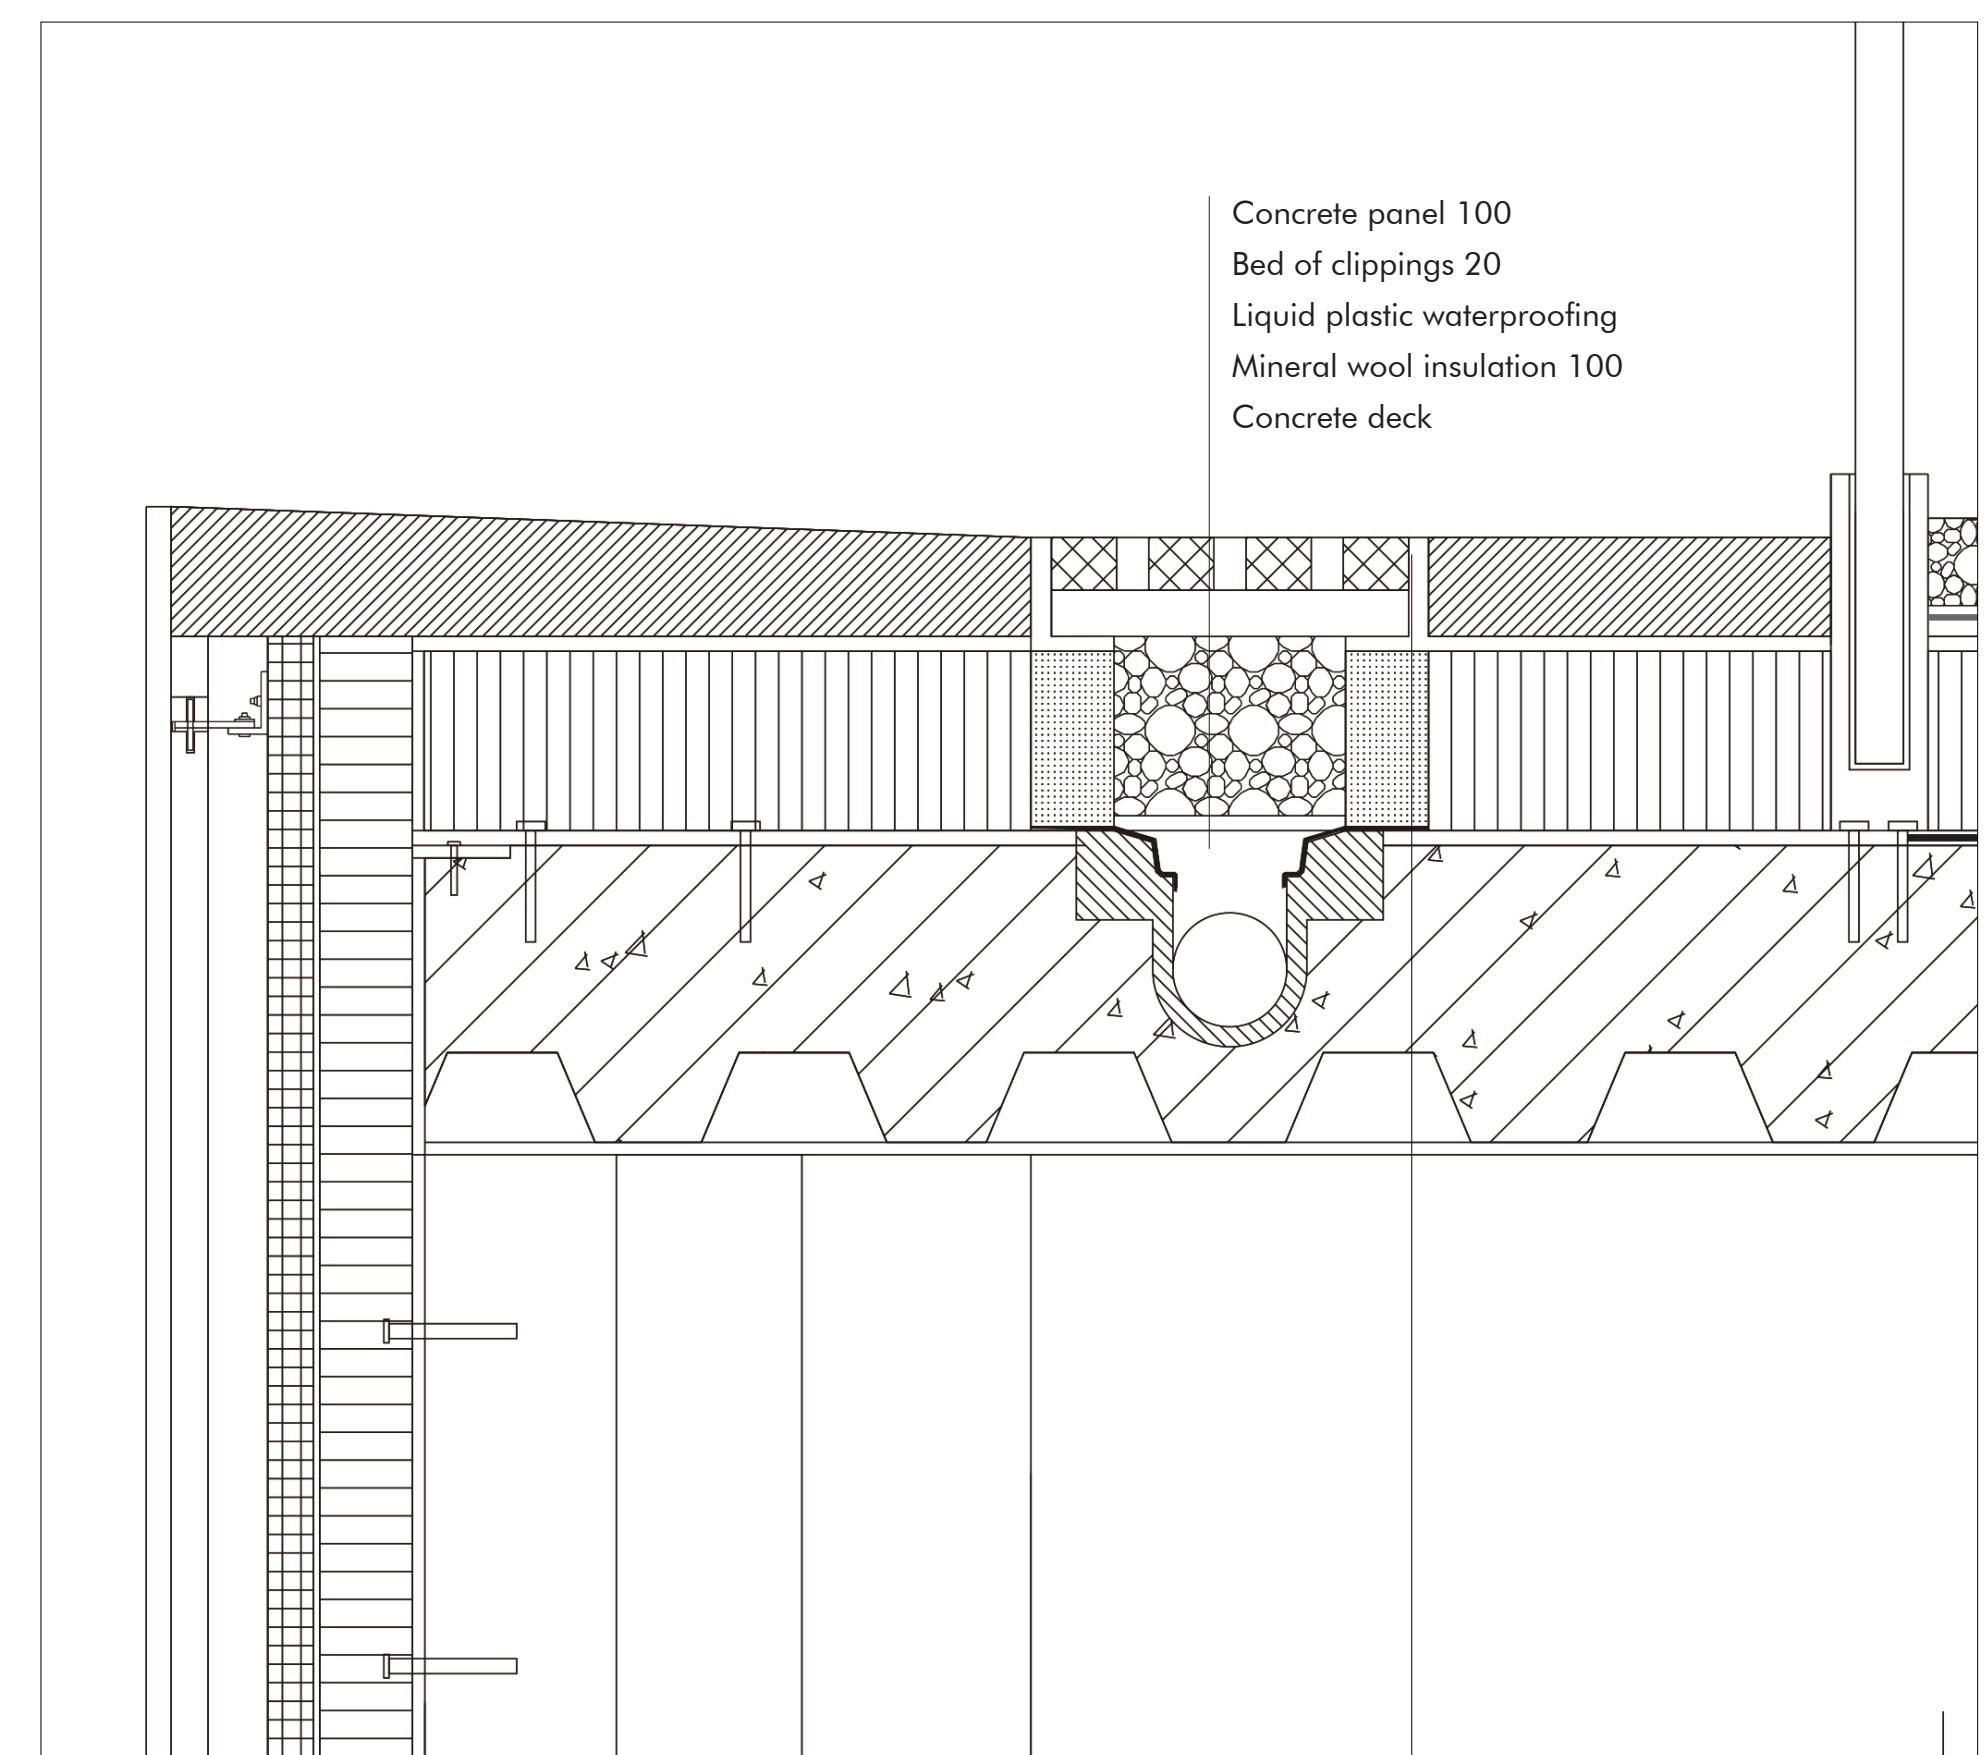 Concrete panel 100
Bed of clippings 20
Liquid plastic waterproofing
Mineral wool insulation 100
Concrete deck